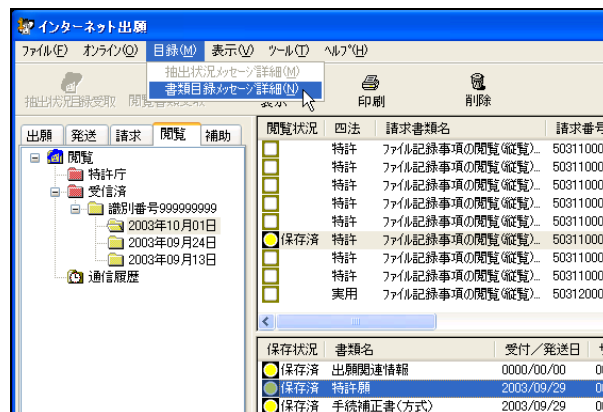 インターネット出願
ファイル(F) オンライン(O) 目録(M) 表示(V) ツール(T) ヘルプ(H)
抽出状況メッセージ詳細(M)
書類目録メッセージ詳細(N)
抽出状況目録受取 閲覧書類受取 表示 印刷 削除
出願 発送 請求 閲覧 補助
閲覧
特許庁
受信済
識別番号999999999
2003年10月01日
2003年09月24日
2003年09月13日
通信履歴
閲覧状況 四法 請求書類名 請求番号
特許 ファイル記録事項の閲覧(縦覧)... 50311000
特許 ファイル記録事項の閲覧(縦覧)... 50311000
特許 ファイル記録事項の閲覧(縦覧)... 50311000
特許 ファイル記録事項の閲覧(縦覧)... 50311000
特許 ファイル記録事項の閲覧(縦覧)... 50311000
保存済 特許 ファイル記録事項の閲覧(縦覧)... 50311000
特許 ファイル記録事項の閲覧(縦覧)... 50311000
特許 ファイル記録事項の閲覧(縦覧)... 50311000
実用 ファイル記録事項の閲覧(縦覧)... 50312000
保存状況 書類名 受付/発送日
保存済 出願関連情報 0000/00/00 00
保存済 特許願 2003/09/29 00
保存済 手続補正書(方式) 2003/09/29 00